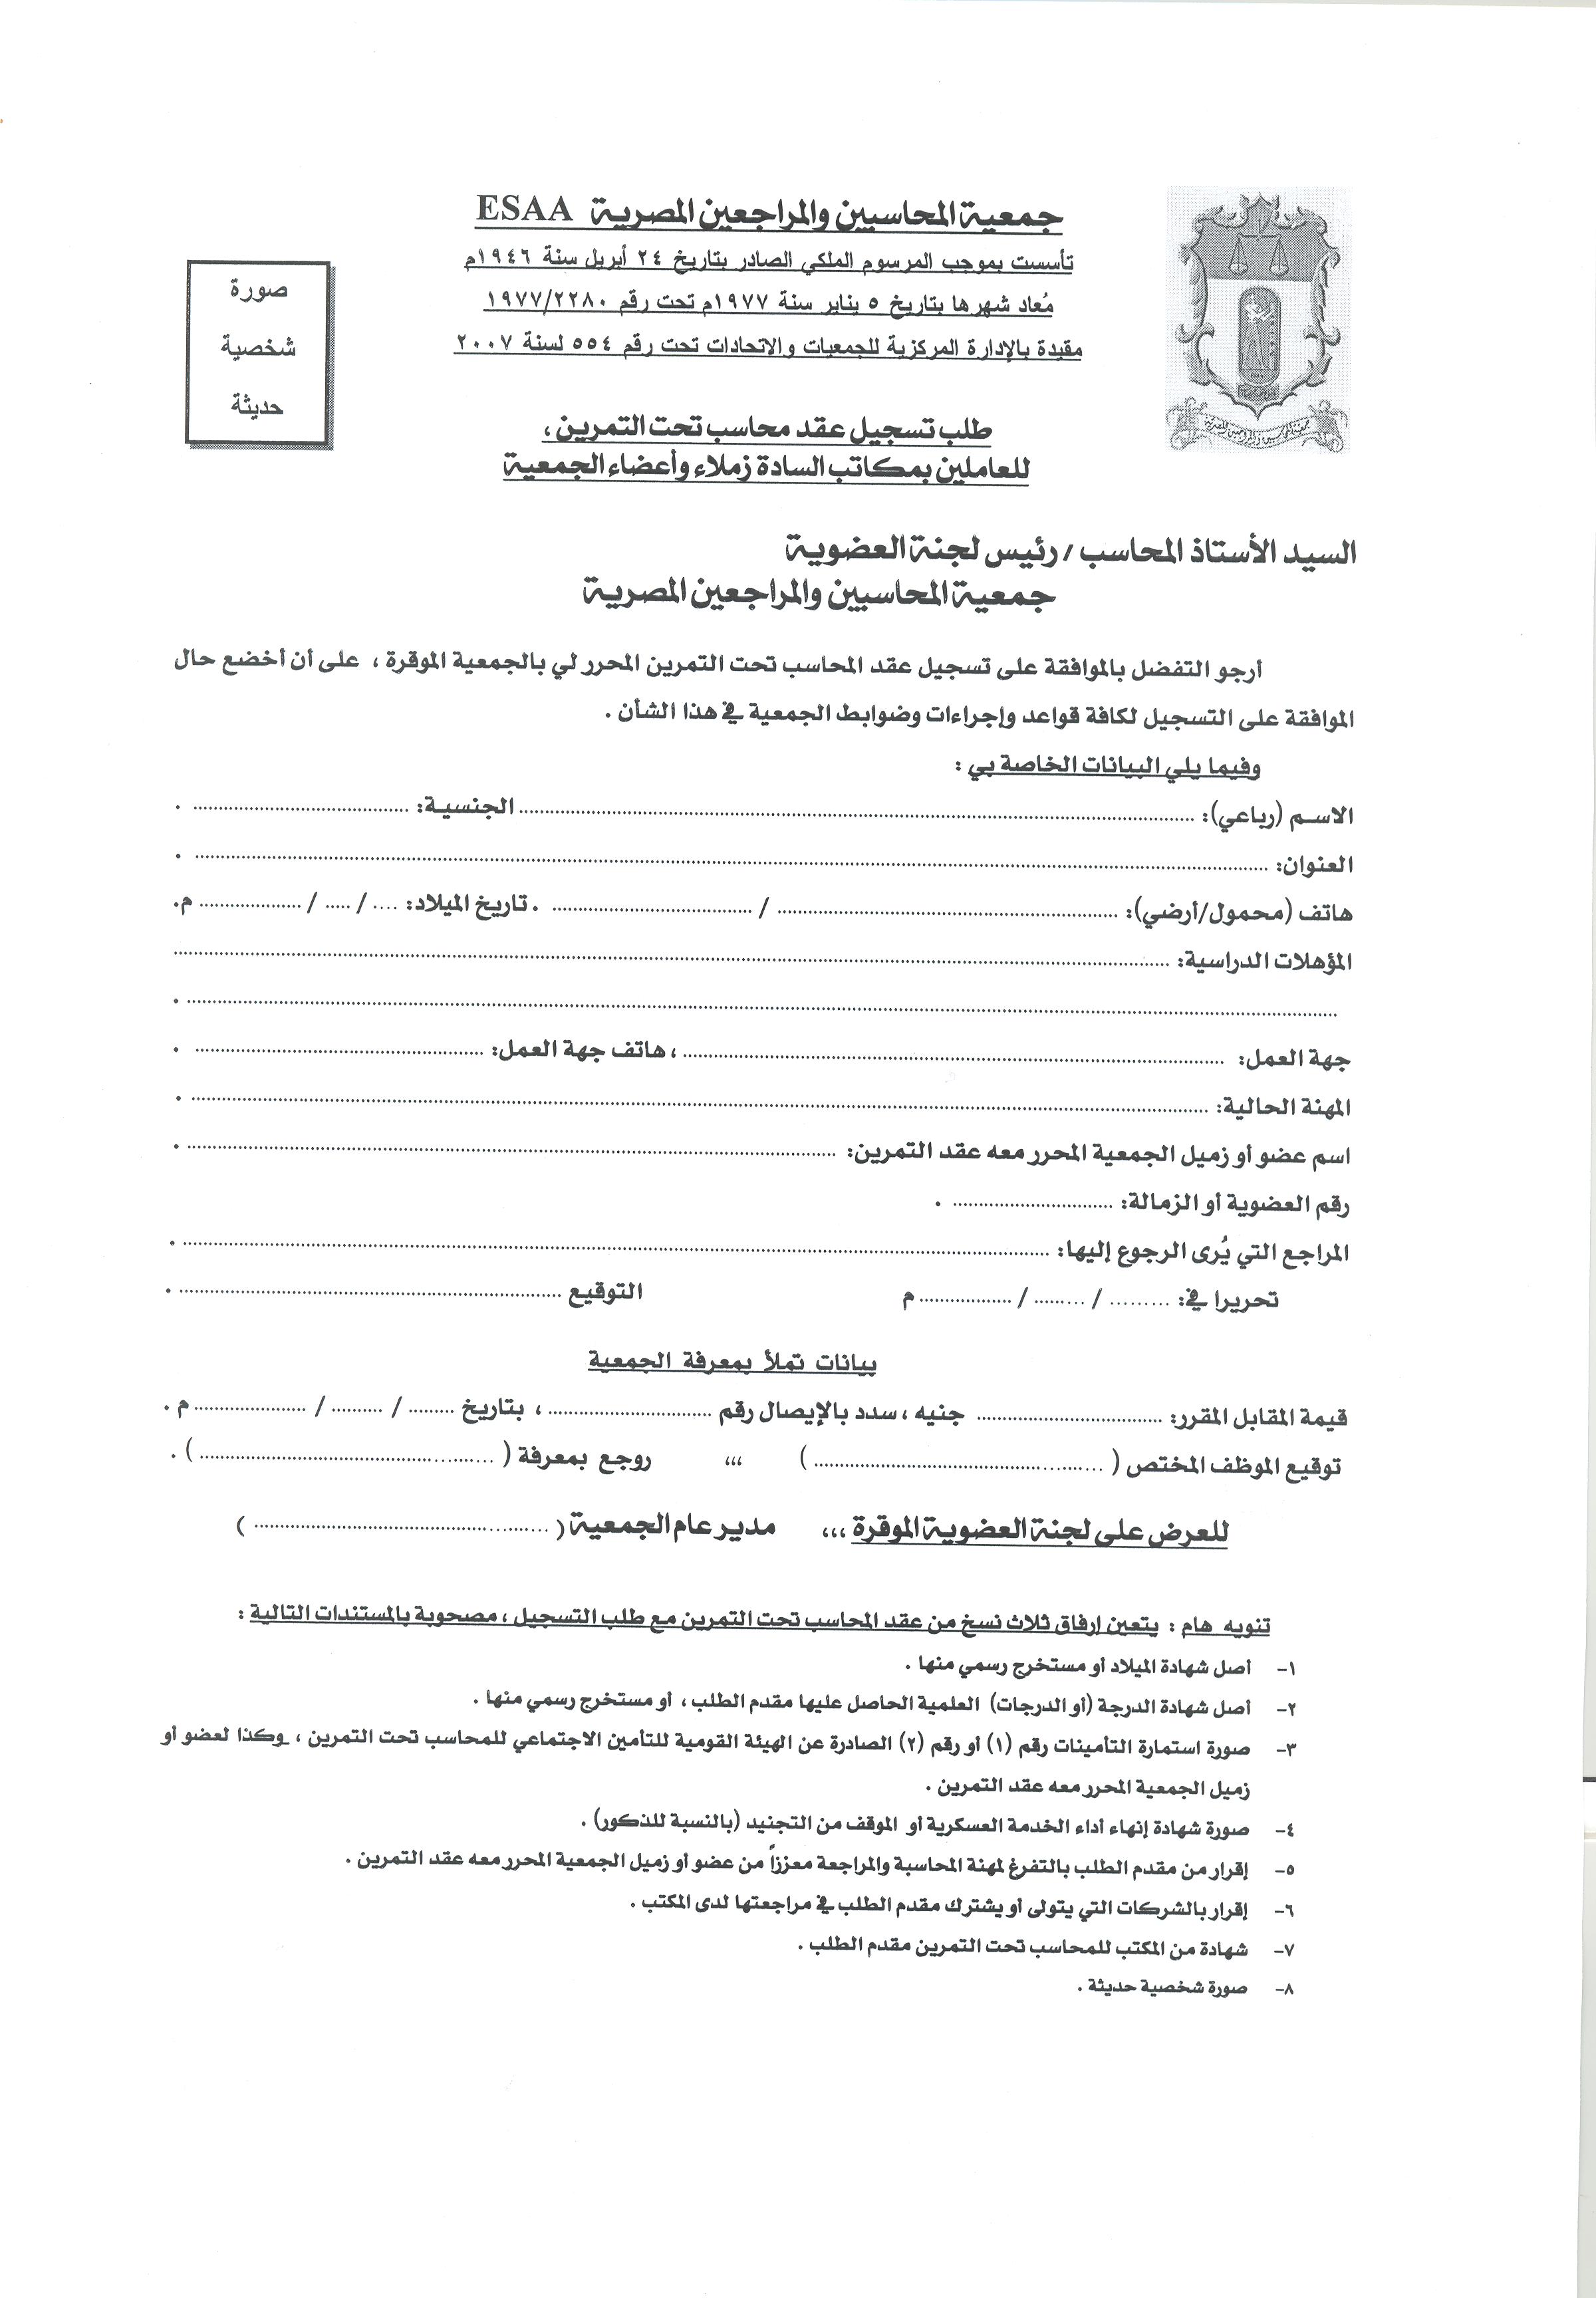 جمعية المحاسبين والمراجعين المصرية ESAA
تأسست بموجب المرسوم الملكي الصادر بتاريخ ٢٤ أبريل سنة ١٩٤٦م
مُعاد شهرها بتاريخ ٥ يناير سنة ١٩٧٧م تحت رقم ١٩٧٧/٢٢٨٠
مقيدة بالإدارة المركزية للجمعيات والاتحادات تحت رقم ٥٥٤ لسنة ٢٠٠٧
صورة
شخصية
حديثة
جمعية المحاسبين والمراجعين المصرية
طلب تسجيل عقد محاسب تحت التمرين ،
للعاملين بمكاتب السادة زملاء وأعضاء الجمعية
السيد الأستاذ المحاسب / رئيس لجنة العضوية
جمعية المحاسبين والمراجعين المصرية
أرجو التفضل بالموافقة على تسجيل عقد المحاسب تحت التمرين المحرر لي بالجمعية الموقرة ، على أن أخضع حال
الموافقة على التسجيل لكافة قواعد وإجراءات وضوابط الجمعية في هذا الشأن .
وفيما يلي البيانات الخاصة بي :
الاسم (رباعي): ........................ الجنسية: ........................ .
العنوان: ........................ .
هاتف (محمول/أرضي): ............ / ............ . تاريخ الميلاد: .... / ..... / ............ م.
المؤهلات الدراسية: ........................
........................ .
جهة العمل: ........................ ، هاتف جهة العمل: ........................ .
المهنة الحالية: ........................ .
اسم عضو أو زميل الجمعية المحرر معه عقد التمرين: ........................ .
رقم العضوية أو الزمالة: ........................ .
المراجع التي يُرى الرجوع إليها: ........................ .
تحريرا في: ......... / ........ / ............ م التوقيع ........................ .
بيانات تملأ بمعرفة الجمعية
قيمة المقابل المقرر: ............ جنيه ، سدد بالإيصال رقم ............ ، بتاريخ ......... / .......... / ............ م .
توقيع الموظف المختص ( ........................ ) ،،، روجع بمعرفة ( ........................ ) .
للعرض على لجنة العضوية الموقرة ،،، مدير عام الجمعية ( ........................ )
تنويه هام : يتعين إرفاق ثلاث نسخ من عقد المحاسب تحت التمرين مع طلب التسجيل ، مصحوبة بالمستندات التالية :
١- أصل شهادة الميلاد أو مستخرج رسمي منها .
٢- أصل شهادة الدرجة (أو الدرجات) العلمية الحاصل عليها مقدم الطلب ، أو مستخرج رسمي منها .
٣- صورة استمارة التأمينات رقم (١) أو رقم (٢) الصادرة عن الهيئة القومية للتأمين الاجتماعي للمحاسب تحت التمرين ، وكذا لعضو أو
زميل الجمعية المحرر معه عقد التمرين .
٤- صورة شهادة إنهاء أداء الخدمة العسكرية أو الموقف من التجنيد (بالنسبة للذكور) .
٥- إقرار من مقدم الطلب بالتفرغ لمهنة المحاسبة والمراجعة معززاً من عضو أو زميل الجمعية المحرر معه عقد التمرين .
٦- إقرار بالشركات التي يتولى أو يشترك مقدم الطلب في مراجعتها لدى المكتب .
٧- شهادة من المكتب للمحاسب تحت التمرين مقدم الطلب .
٨- صورة شخصية حديثة .